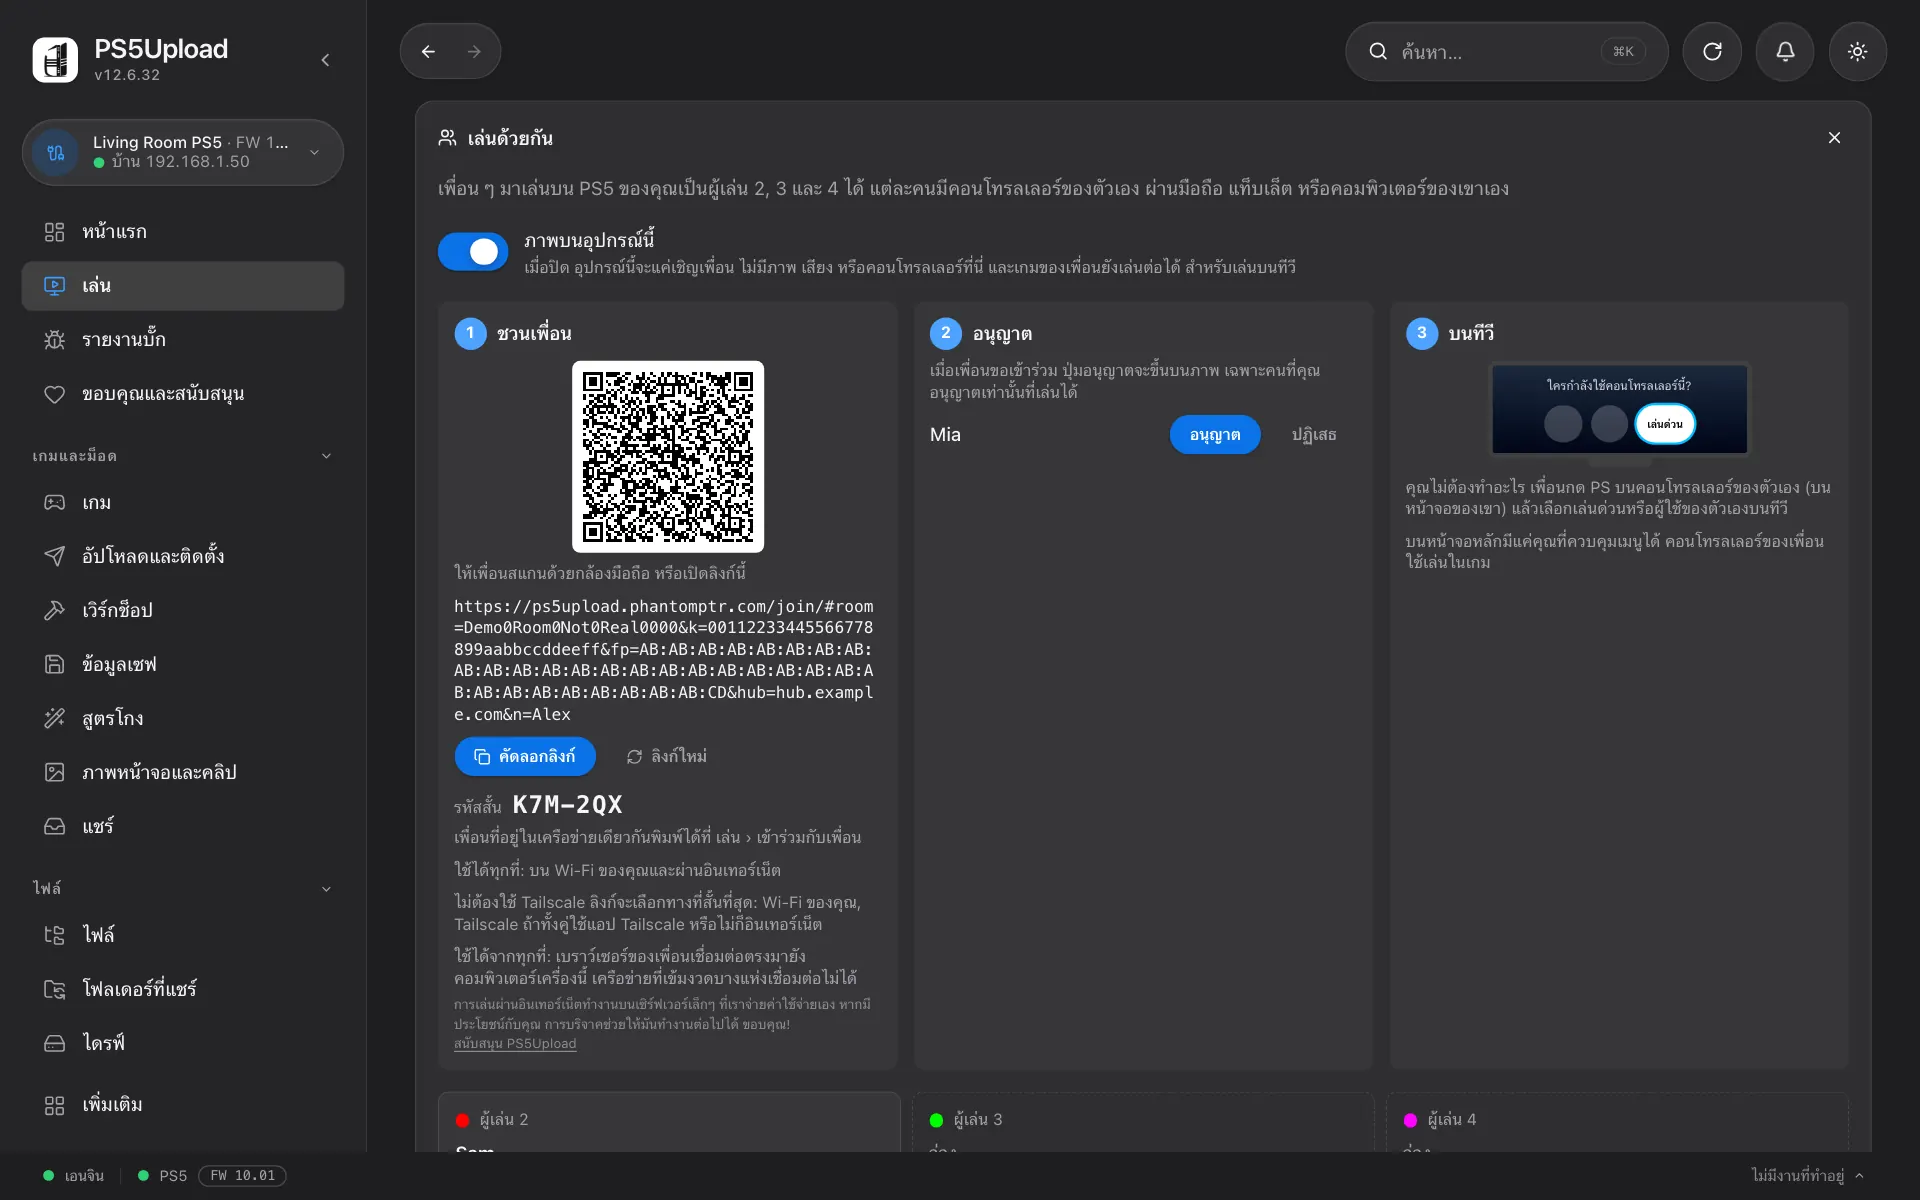 PS5Upload
v12.6.32
Living Room PS5 · FW 1...
บ้าน 192.168.1.50
หน้าแรก
เล่น
รายงานบั๊ก
ขอบคุณและสนับสนุน
เกมและม็อด
เกม
อัปโหลดและติดตั้ง
เวิร์กช็อป
ข้อมูลเซฟ
สูตรโกง
ภาพหน้าจอและคลิป
แชร์
ไฟล์
ไฟล์
โฟลเดอร์ที่แชร์
ไดรฟ์
เพิ่มเติม
ค้นหา... ⌘K
เล่นด้วยกัน
เพื่อน ๆ มาเล่นบน PS5 ของคุณเป็นผู้เล่น 2, 3 และ 4 ได้ แต่ละคนมีคอนโทรลเลอร์ของตัวเอง ผ่านมือถือ แท็บเล็ต หรือคอมพิวเตอร์ของเขาเอง
ภาพบนอุปกรณ์นี้
เมื่อปิด อุปกรณ์นี้จะแค่เชิญเพื่อน ไม่มีภาพ เสียง หรือคอนโทรลเลอร์ที่นี่ และเกมของเพื่อนยังเล่นต่อได้ สำหรับเล่นบนทีวี
1 ชวนเพื่อน
ให้เพื่อนสแกนด้วยกล้องมือถือ หรือเปิดลิงก์นี้
https://ps5upload.phantomptr.com/join/#room
=Demo0Room0Not0Real0000&k=00112233445566778
899aabbccddeeff&fp=AB:AB:AB:AB:AB:AB:AB:AB:
AB:AB:AB:AB:AB:AB:AB:AB:AB:AB:AB:AB:AB:AB:A
B:AB:AB:AB:AB:AB:AB:AB:AB:CD&hub=hub.exampl
e.com&n=Alex
คัดลอกลิงก์ ลิงก์ใหม่
รหัสสั้น K7M-2QX
เพื่อนที่อยู่ในเครือข่ายเดียวกันพิมพ์ได้ที่ เล่น › เข้าร่วมกับเพื่อน
ใช้ได้ทุกที่: บน Wi-Fi ของคุณและผ่านอินเทอร์เน็ต
ไม่ต้องใช้ Tailscale ลิงก์จะเลือกทางที่สั้นที่สุด: Wi-Fi ของคุณ,
Tailscale ถ้าทั้งคู่ใช้แอป Tailscale หรือไม่ก็อินเทอร์เน็ต
ใช้ได้จากทุกที่: เบราว์เซอร์ของเพื่อนเชื่อมต่อตรงมายัง
คอมพิวเตอร์เครื่องนี้ เครือข่ายที่เข้มงวดบางแห่งเชื่อมต่อไม่ได้
การเล่นผ่านอินเทอร์เน็ตทำงานบนเซิร์ฟเวอร์เล็กๆ ที่เราจ่ายค่าใช้จ่ายเอง หากมี
ประโยชน์กับคุณ การบริจาคช่วยให้มันทำงานต่อไปได้ ขอบคุณ!
สนับสนุน PS5Upload
2 อนุญาต
เมื่อเพื่อนขอเข้าร่วม ปุ่มอนุญาตจะขึ้นบนภาพ เฉพาะคนที่คุณ
อนุญาตเท่านั้นที่เล่นได้
Mia อนุญาต ปฏิเสธ
3 บนทีวี
ใครกำลังใช้คอนโทรลเลอร์นี้?
เล่นด่วน
คุณไม่ต้องทำอะไร เพื่อนกด PS บนคอนโทรลเลอร์ของตัวเอง (บน
หน้าจอของเขา) แล้วเลือกเล่นด่วนหรือผู้ใช้ของตัวเองบนทีวี
บนหน้าจอหลักมีแค่คุณที่ควบคุมเมนูได้ คอนโทรลเลอร์ของเพื่อน
ใช้เล่นในเกม
ผู้เล่น 2
ผู้เล่น 3
ผู้เล่น 4
เอนจิน PS5 FW 10.01
ไม่มีงานที่ทำอยู่